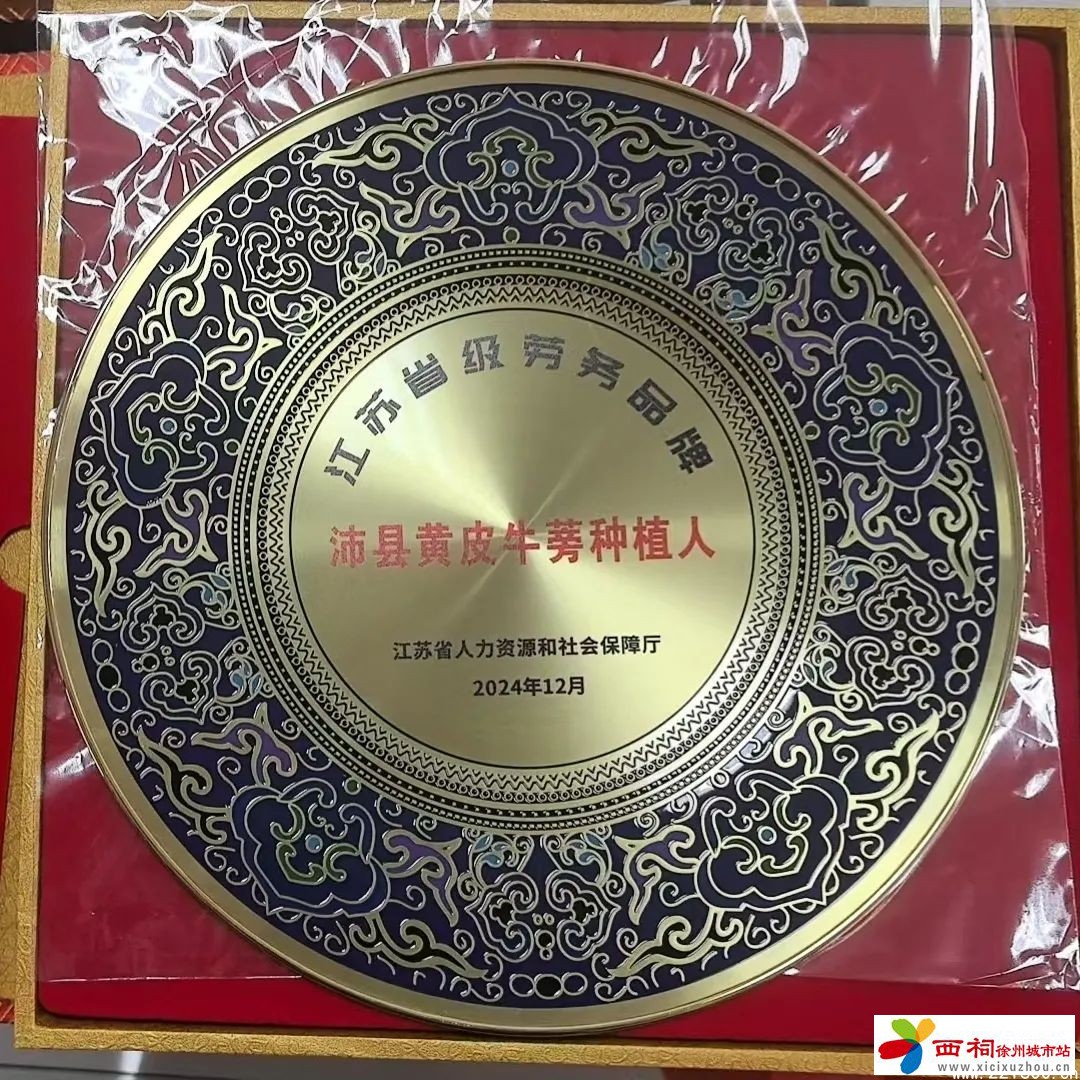 江苏省级劳务品牌
沛县黄皮牛蒡种植人
江苏省人力资源和社会保障厅
2024年12月
西祠徐州城市站
www.xicixuzhou.cn